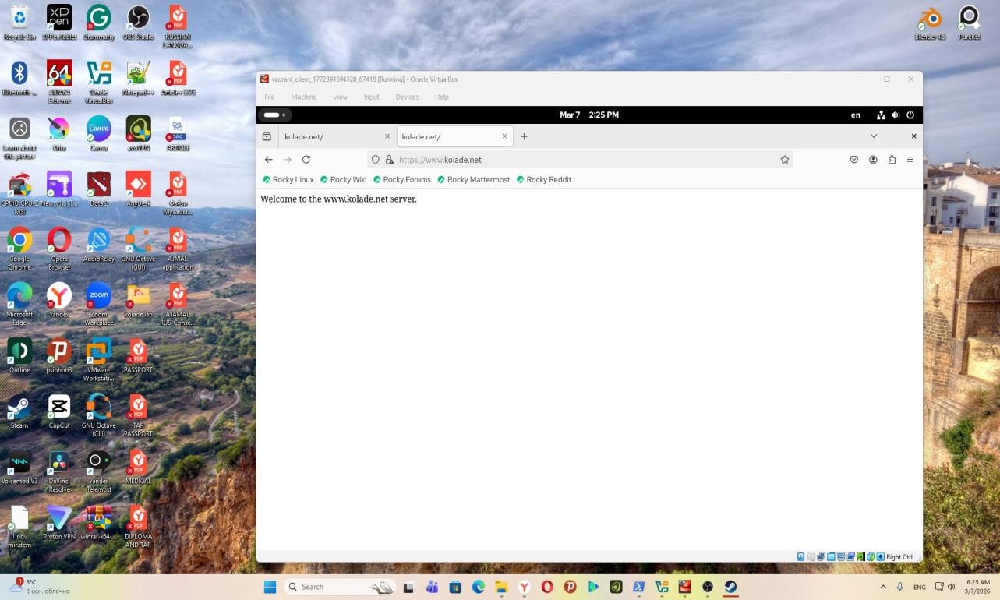 Recycle Bin
XPPenTablet
Grammarly
OBS Studio
RUSSIAN
LANGUA...
Blender 4.5
PureRef
Bluetooth ...
AIDA64
Extreme
Oracle
VirtualBox
Notepad++
Learn about
this picture
Krita
Canva
ARTICLE
CPUID CPU-Z
MSI
Dota 2
AnyDesk
Файзи
Мухамм...
Google
Chrome
Opera
Browser
AudioRelay
GNU Octave
(GUI)
AJMAL
application
Microsoft
Edge
Yandex
Zoom
Workplace
kolade lab
AJAMAL
RUS_Conse...
Outline
psiphon3
VMware
Workstati...
PASSPORT
Steam
CapCut
GNU Octave
(CLI)
TAR
PASSPORT
Voicemod V3
DaVinci
Resolve
Yandex
Telemost
MEDICAL
1 nov
mir.dem
Proton VPN
winrar-x64-...
DIPLOMA
AND TAR
vagrant_client_1772391596128_67418 [Running] - Oracle VirtualBox
File Machine View Input Devices Help
Mar 7 2:25 PM en
kolade.net/ kolade.net/
https://www.kolade.net
Rocky Linux Rocky Wiki Rocky Forums Rocky Mattermost Rocky Reddit
Welcome to the www.kolade.net server.
Right Ctrl
1
3°C
В осн. облачно
Search
ENG
6:25 AM
3/7/2026